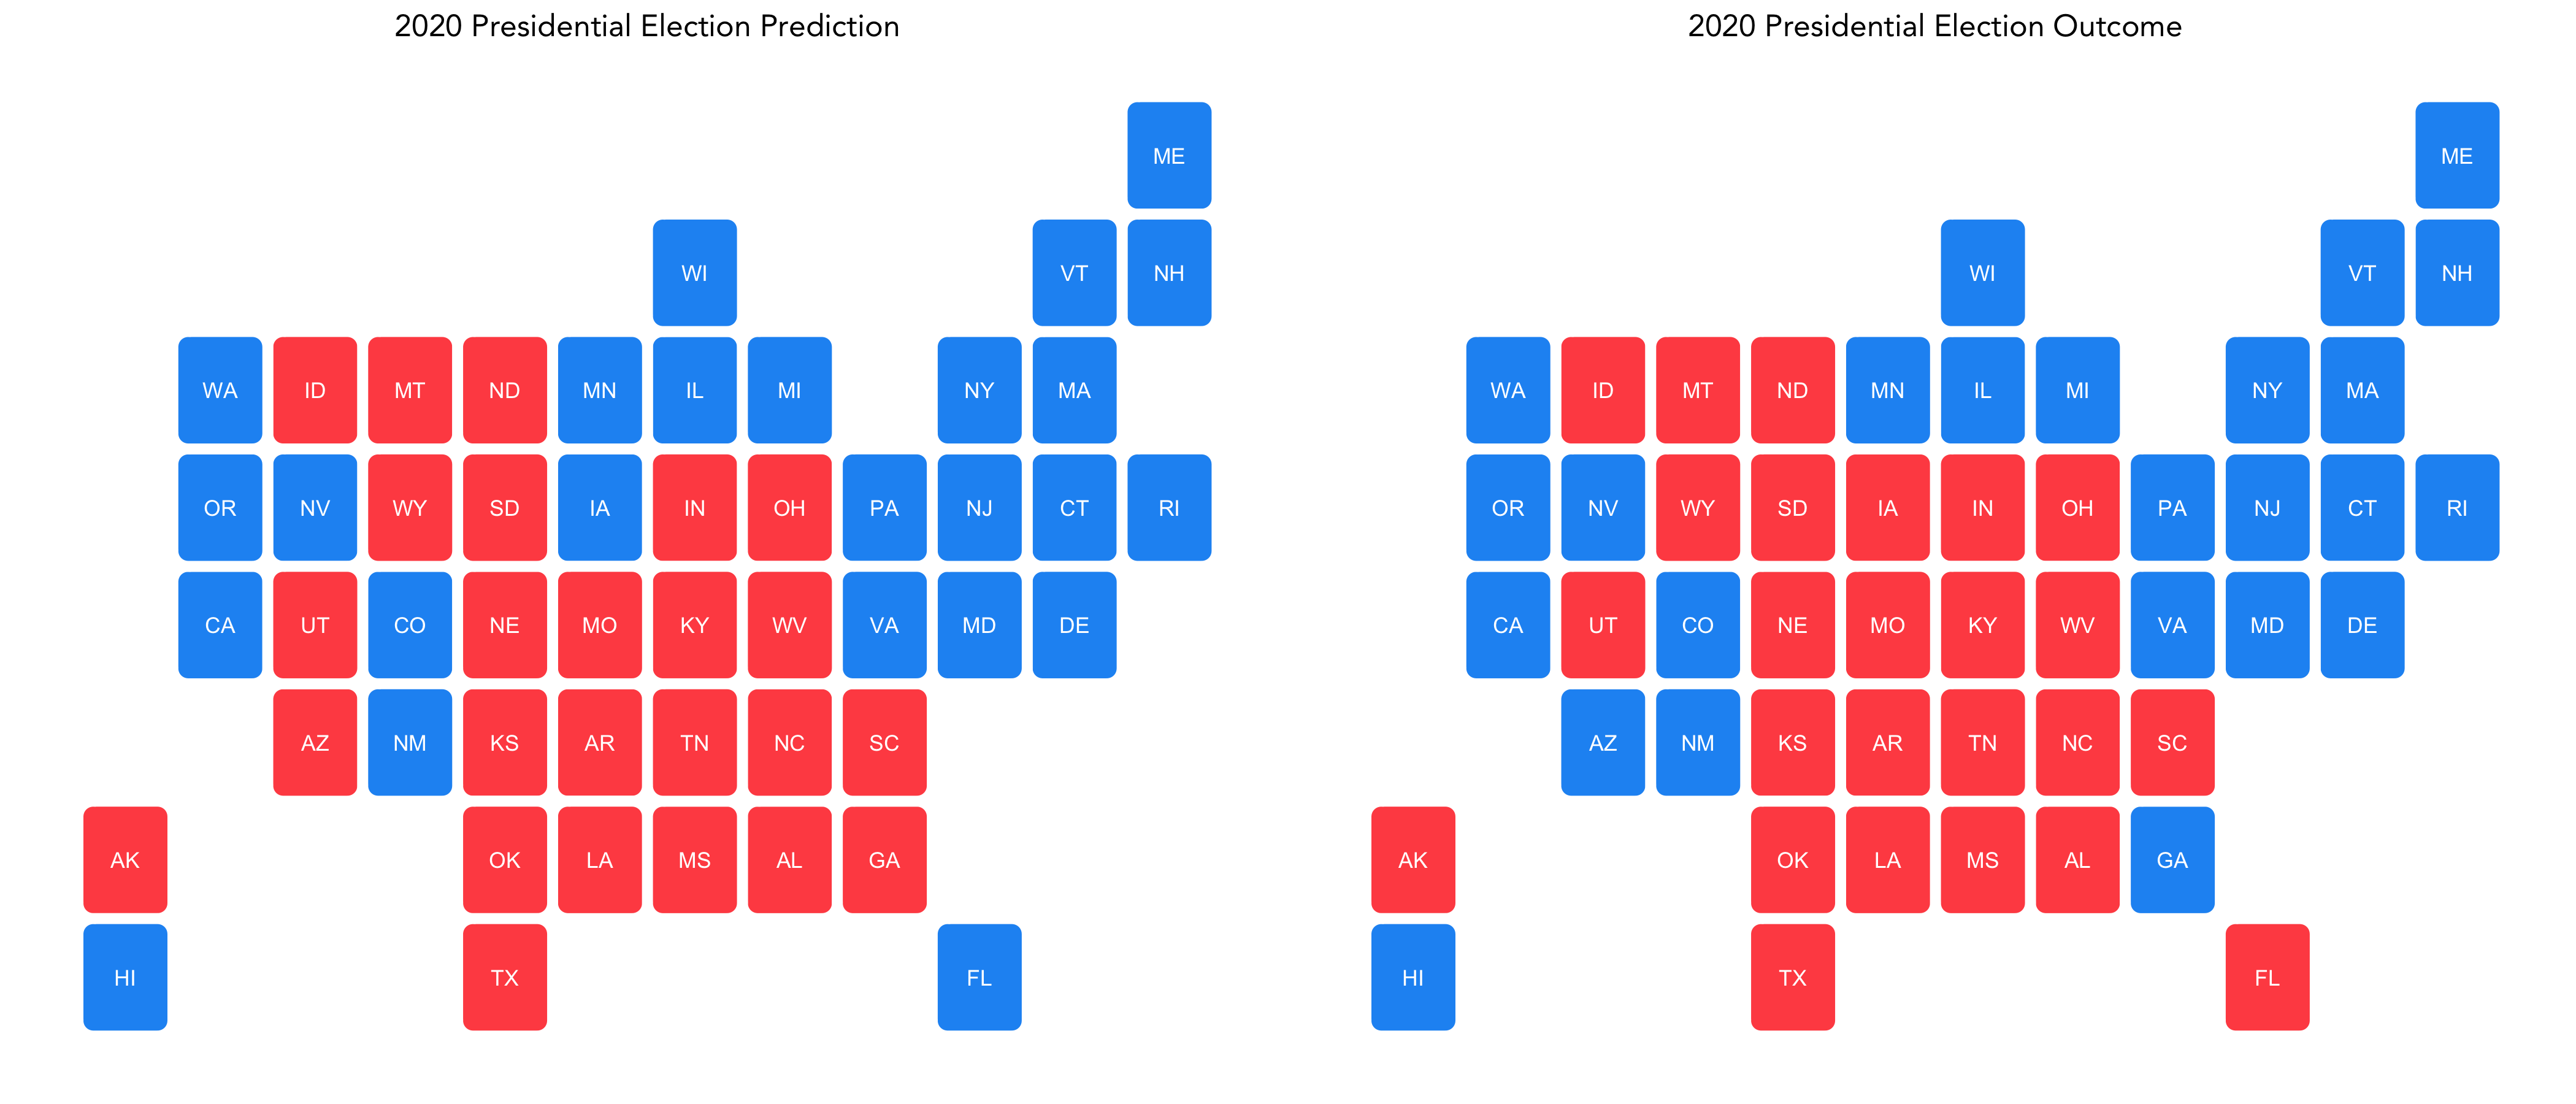 2020 Presidential Election Prediction
ME
WI VT NH
WA ID MT ND MN IL MI NY MA
OR NV WY SD IA IN OH PA NJ CT RI
CA UT CO NE MO KY WV VA MD DE
AZ NM KS AR TN NC SC
AK OK LA MS AL GA
HI TX FL
2020 Presidential Election Outcome
ME
WI VT NH
WA ID MT ND MN IL MI NY MA
OR NV WY SD IA IN OH PA NJ CT RI
CA UT CO NE MO KY WV VA MD DE
AZ NM KS AR TN NC SC
AK OK LA MS AL GA
HI TX FL